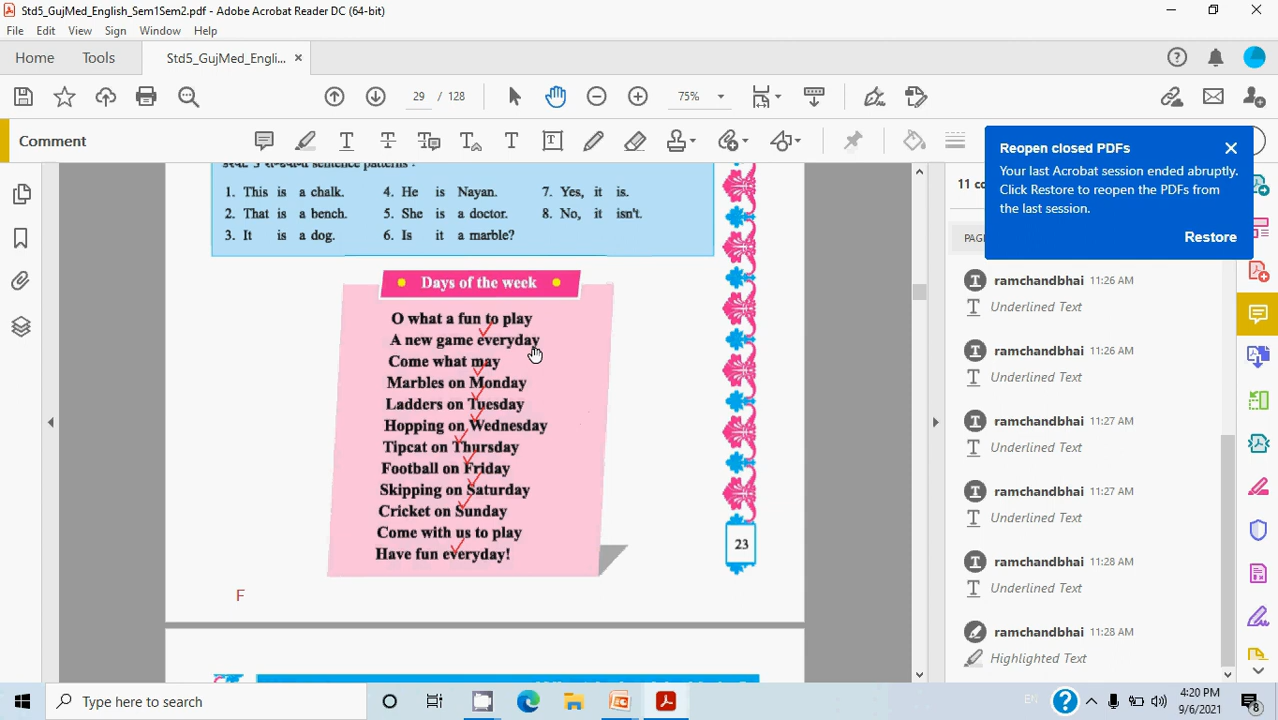 Std5_GujMed_English_Sem1Sem2.pdf - Adobe Acrobat Reader DC (64-bit)
File Edit View Sign Window Help
Home Tools Std5_GujMed_Engli... ×
29 / 128 75%
Comment
Reopen closed PDFs
Your last Acrobat session ended abruptly.
Click Restore to reopen the PDFs from
the last session.
Restore
sentence patterns :
1. This is a chalk. 4. He is Nayan. 7. Yes, it is.
2. That is a bench. 5. She is a doctor. 8. No, it isn't.
3. It is a dog. 6. Is it a marble?
Days of the week
O what a fun to play
A new game everyday
Come what may
Marbles on Monday
Ladders on Tuesday
Hopping on Wednesday
Tipcat on Thursday
Football on Friday
Skipping on Saturday
Cricket on Sunday
Come with us to play
Have fun everyday!
23
F
11 co
PAG
ramchandbhai 11:26 AM
Underlined Text
ramchandbhai 11:26 AM
Underlined Text
ramchandbhai 11:27 AM
Underlined Text
ramchandbhai 11:27 AM
Underlined Text
ramchandbhai 11:28 AM
Underlined Text
ramchandbhai 11:28 AM
Highlighted Text
Type here to search
EN
4:20 PM
9/6/2021
8